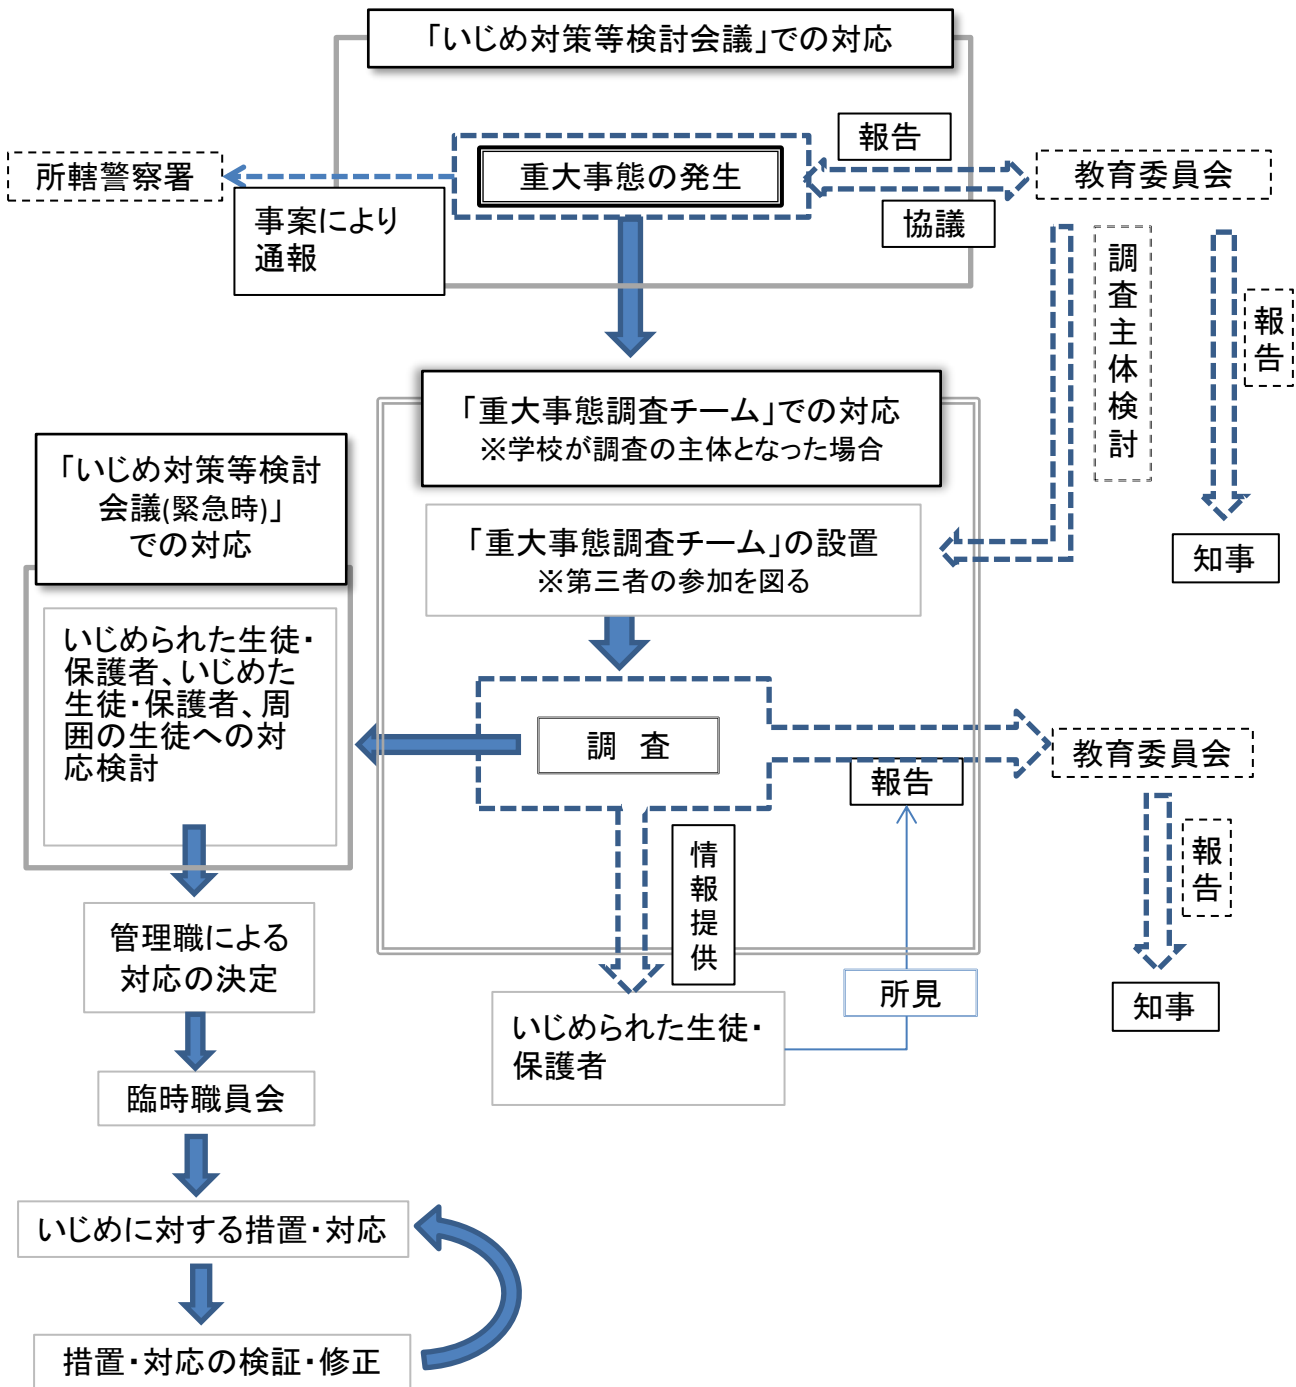 「いじめ対策等検討会議」での対応
報告
所轄警察署
重大事態の発生
教育委員会
事案により
通報
協議
調査主体検討
報告
「重大事態調査チーム」での対応
※学校が調査の主体となった場合
「いじめ対策等検討
会議(緊急時)」
での対応
「重大事態調査チーム」の設置
※第三者の参加を図る
知事
いじめられた生徒・
保護者、いじめた
生徒・保護者、周
囲の生徒への対
応検討
調　査
教育委員会
報告
情報提供
報告
管理職による
対応の決定
所見
知事
いじめられた生徒・
保護者
臨時職員会
いじめに対する措置・対応
措置・対応の検証・修正